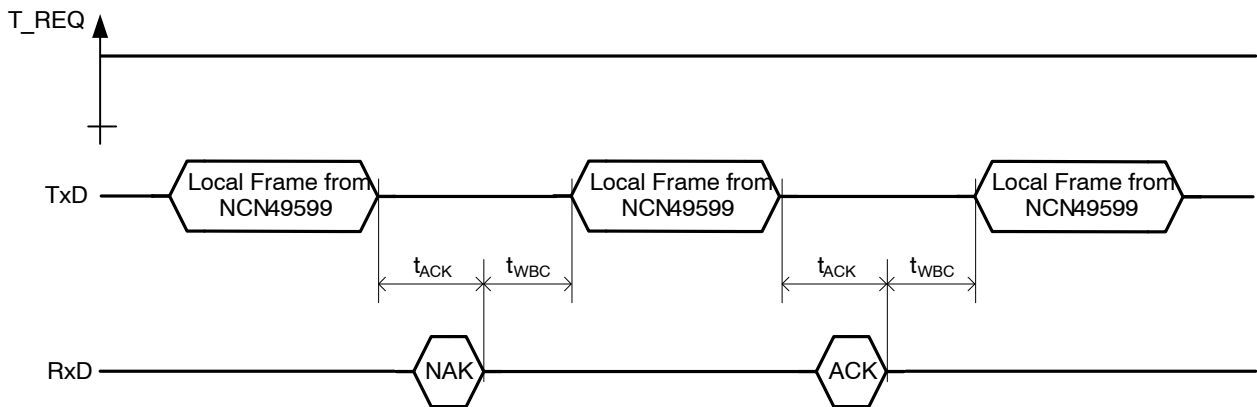 T_REQ
TxD
Local Frame from
NCN49599
Local Frame from
NCN49599
Local Frame from
NCN49599
tACK
tWBC
tACK
tWBC
RxD
NAK
ACK